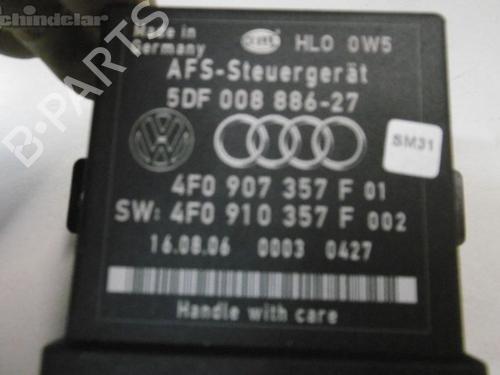 chindelar
Made in
Germany
HLO 0W5
AFS-Steuergerät
5DF 008 886-27
SM31
4F0 907 357 F 01
SW: 4F0 910 357 F 002
16.08.06 0003 0427
Handle with care